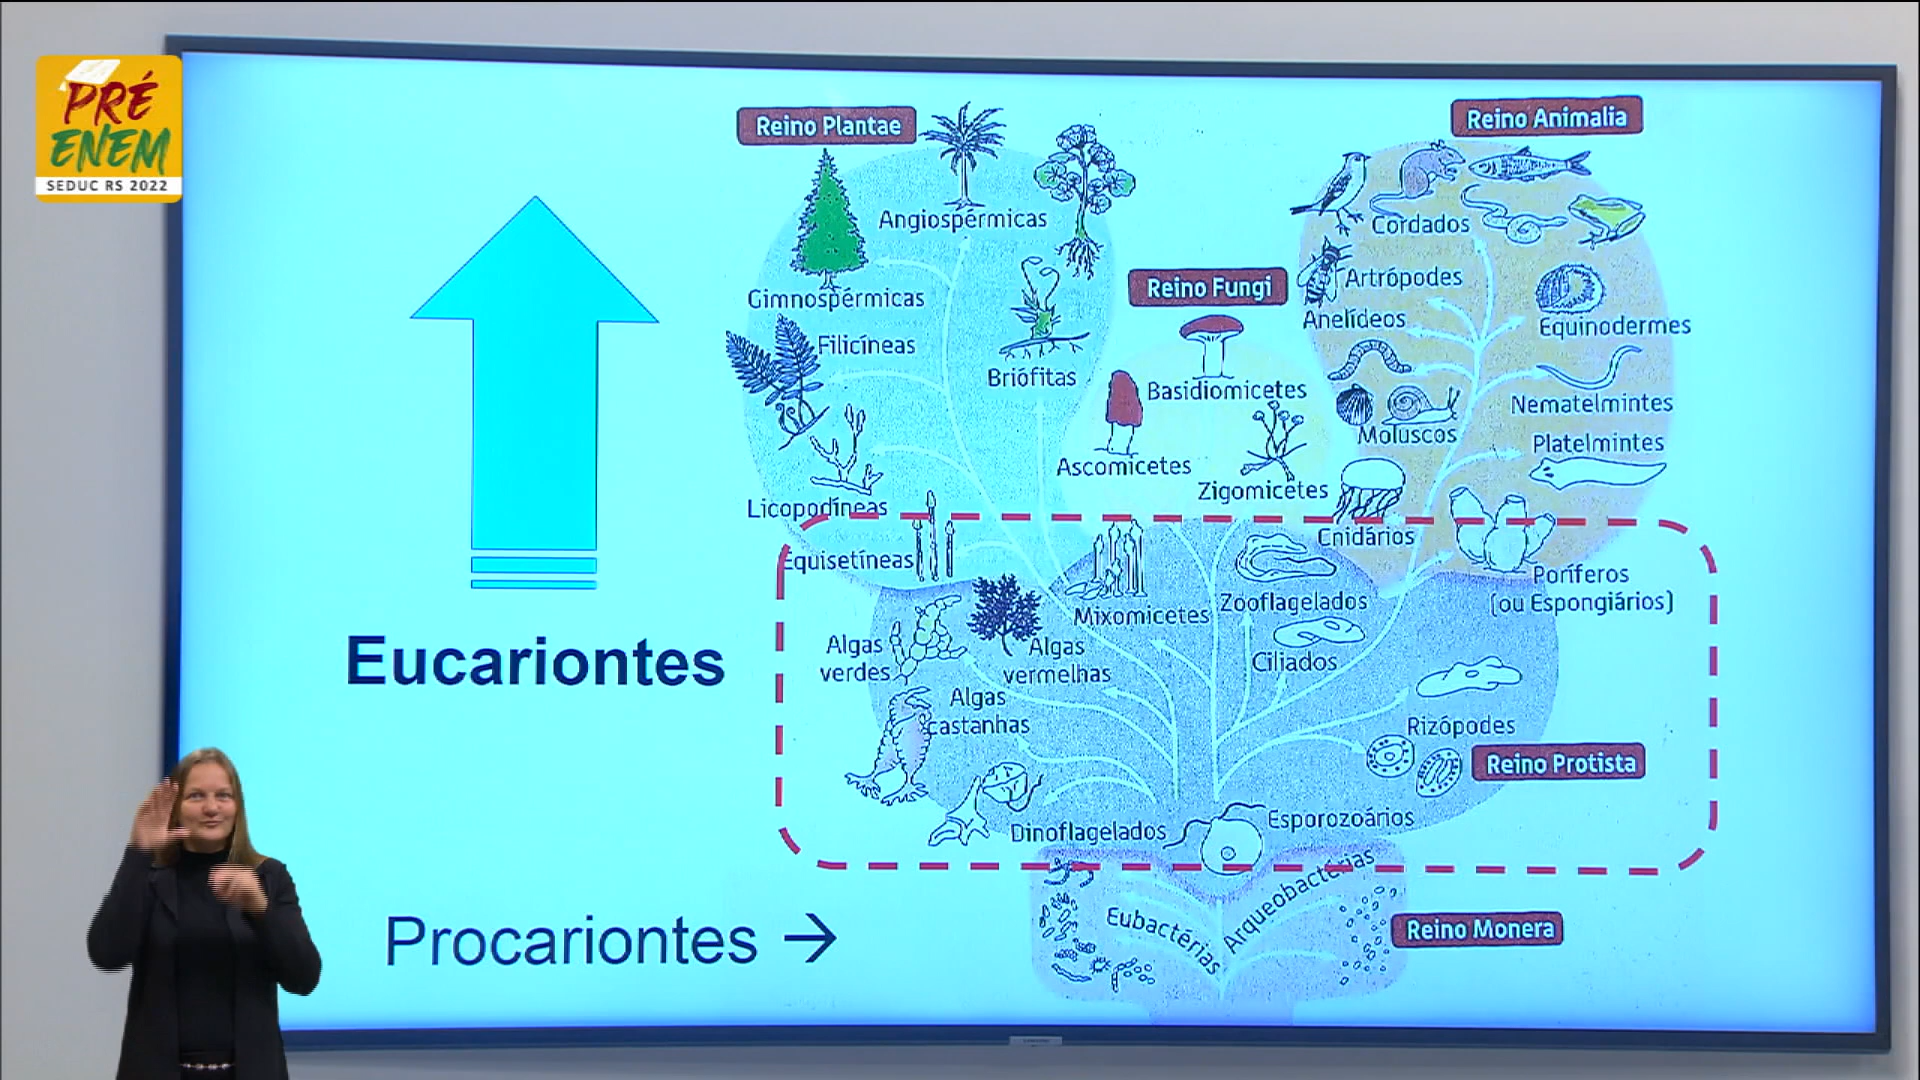 PRÉ
ENEM
SEDUC RS 2022
Reino Plantae
Reino Animalia
Angiospérmicas
Cordados
Gimnospérmicas
Reino Fungi
Artrópodes
Anelídeos
Equinodermes
Filicíneas
Briófitas
Basidiomicetes
Nematelmintes
Moluscos
Platelmintes
Ascomicetes
Zigomicetes
Licopodíneas
Equisetíneas
Cnidários
Poríferos
(ou Espongiários)
Mixomicetes
Zooflagelados
Algas
verdes
Algas
vermelhas
Ciliados
Eucariontes
Algas
castanhas
Rizópodes
Reino Protista
Dinoflagelados
Esporozoários
Procariontes →
Eubactérias
Arqueobactérias
Reino Monera